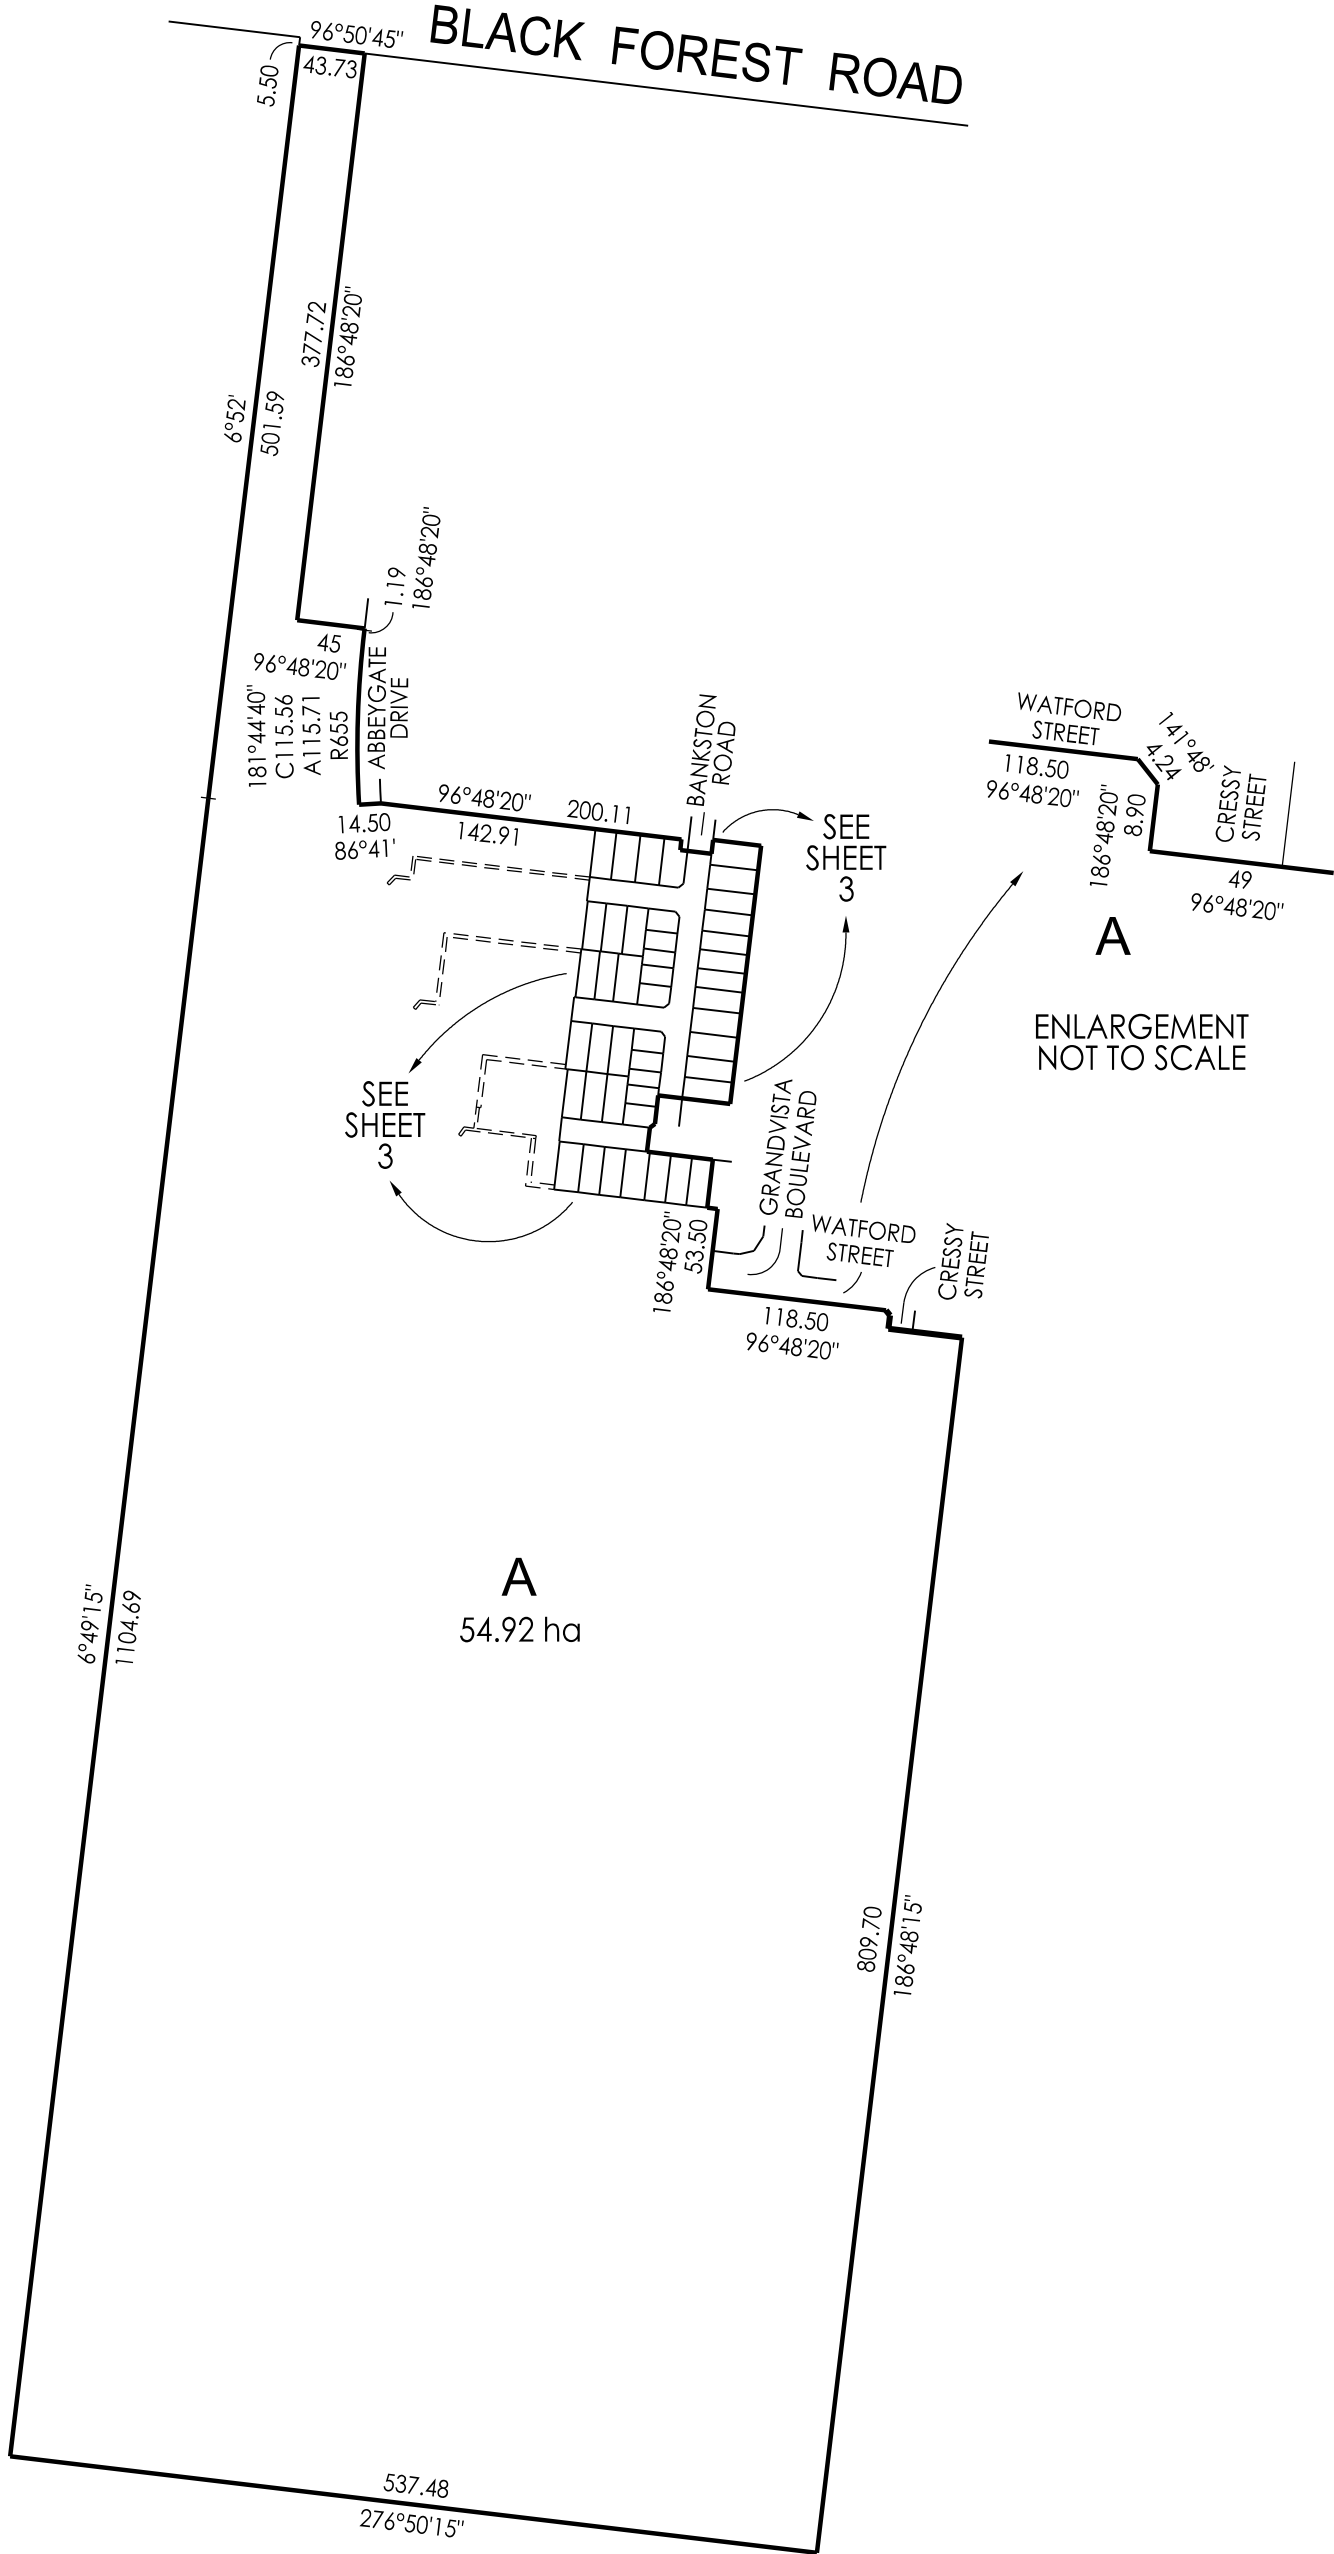 BLACK FOREST ROAD
96°50'45"
43.73
5.50
377.72
186°48'20"
6°52'
501.59
1.19
186°48'20"
45
96°48'20"
181°44'40"
C115.56
A115.71
R655
ABBEYGATE
DRIVE
14.50
86°41'
96°48'20"
142.91
200.11
BANKSTON
ROAD
SEE
SHEET
3
WATFORD
STREET
118.50
96°48'20"
141°48'
4.24
186°48'20"
8.90
CRESSY
STREET
49
96°48'20"
A
ENLARGEMENT
NOT TO SCALE
SEE
SHEET
3
GRANDVISTA
BOULEVARD
186°48'20"
53.50
WATFORD
STREET
CRESSY
STREET
118.50
96°48'20"
A
54.92 ha
6°49'15"
1104.69
809.70
186°48'15"
537.48
276°50'15"